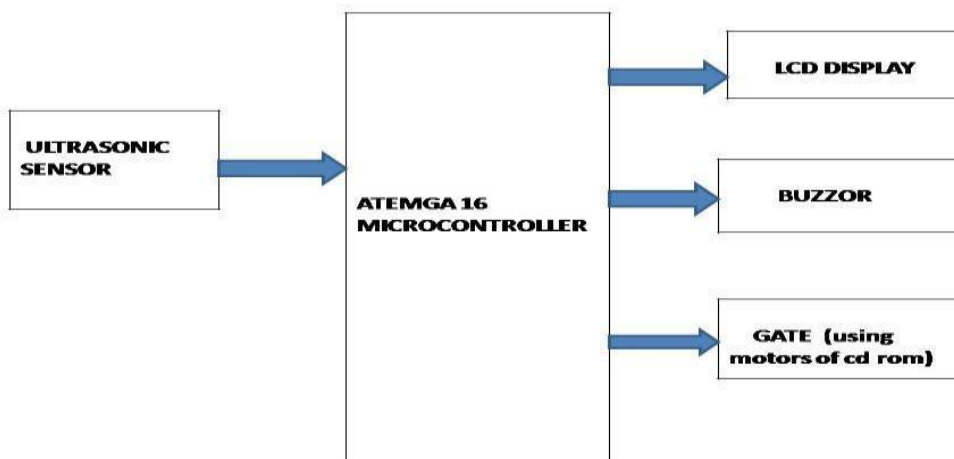 ULTRASONIC
SENSOR
ATEMGA 16
MICROCONTROLLER
LCD DISPLAY
BUZZOR
GATE (using
motors of cd rom)